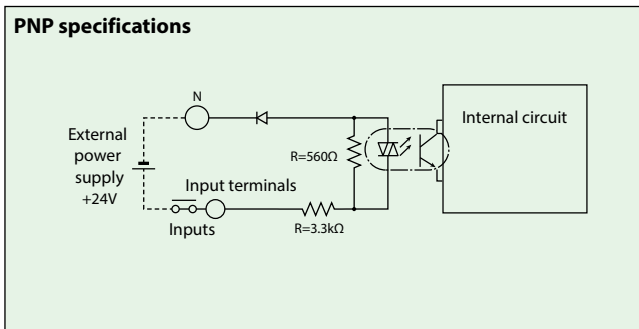 PNP specifications
N
External
power
supply
+24V
R=560Ω
Internal circuit
Input terminals
Inputs
R=3.3kΩ